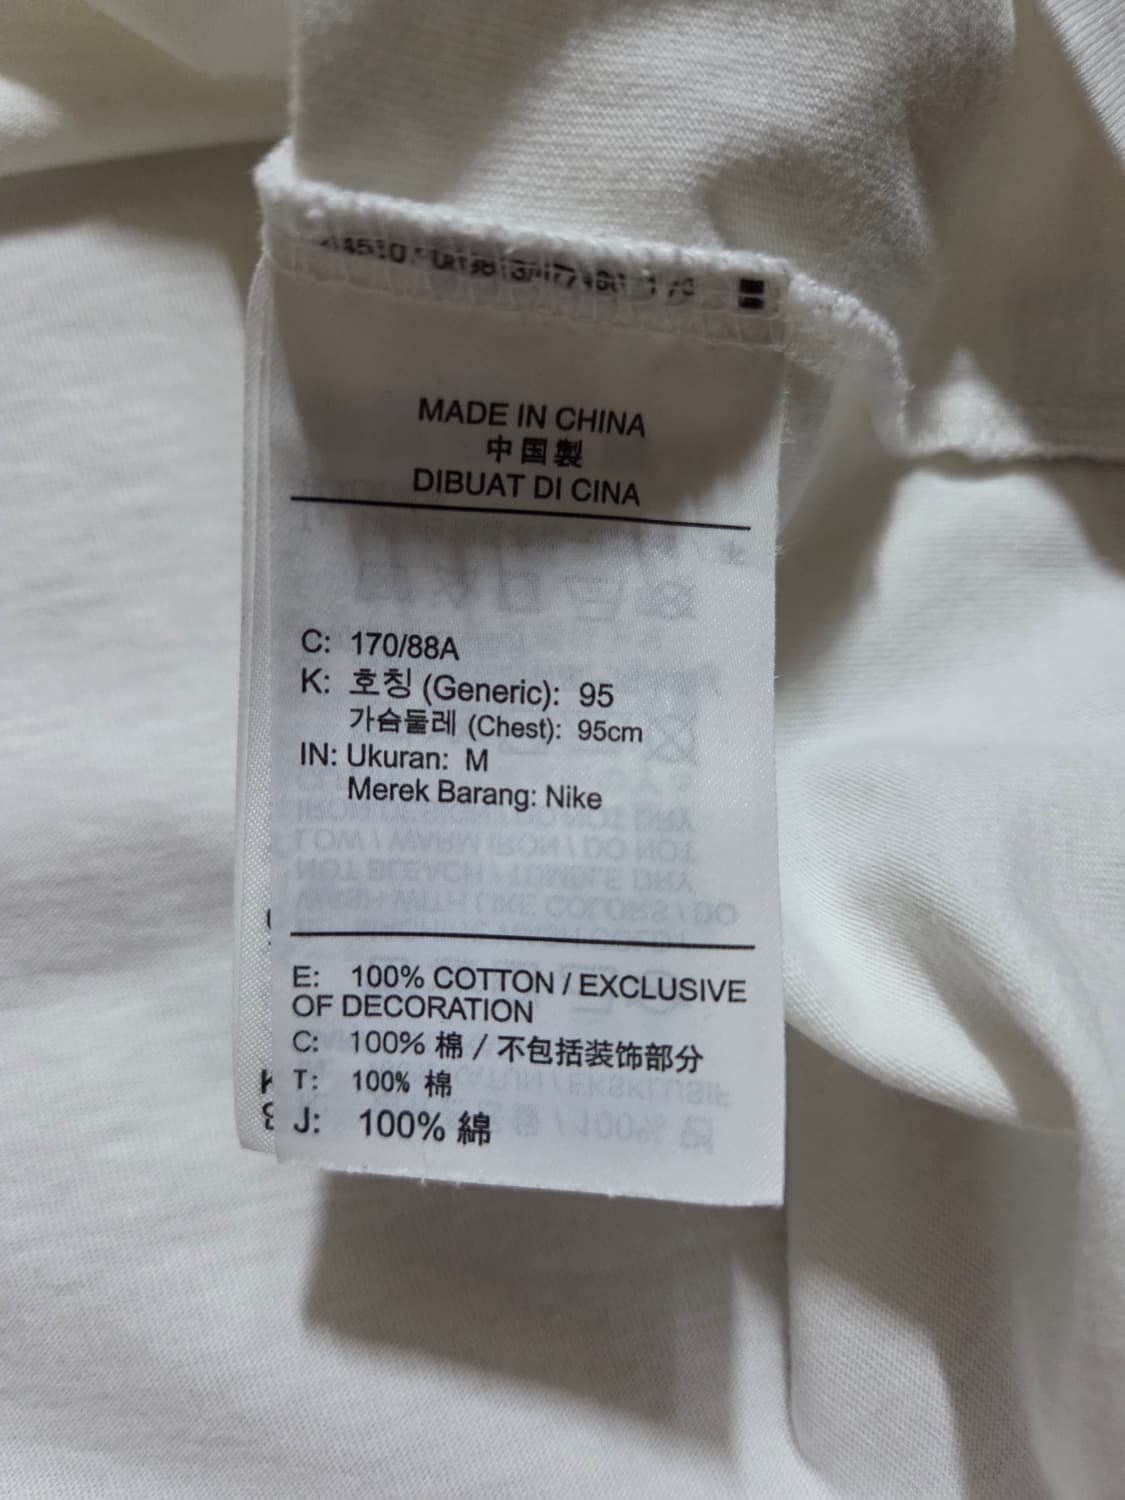 MADE IN CHINA
中国製
DIBUAT DI CINA
C: 170/88A
K: 호칭 (Generic): 95
가슴둘레 (Chest): 95cm
IN: Ukuran: M
Merek Barang: Nike
E: 100% COTTON / EXCLUSIVE
OF DECORATION
C: 100% 棉 / 不包括装饰部分
T: 100% 棉
J: 100% 綿